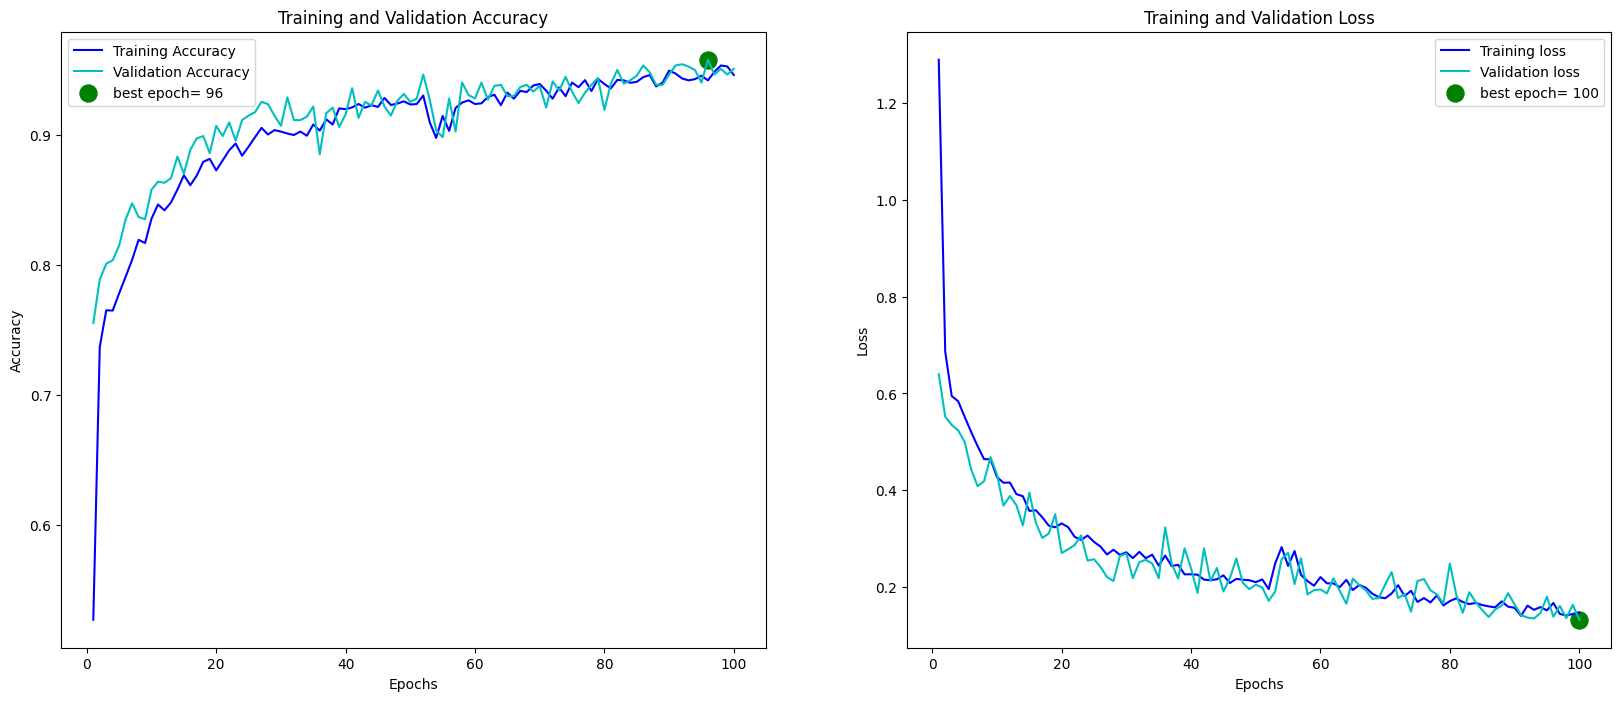 Training and Validation Accuracy
Training Accuracy
Validation Accuracy
best epoch= 96
0.9
0.8
0.7
0.6
Accuracy
0
20
40
60
80
100
Epochs
Training and Validation Loss
Training loss
Validation loss
best epoch= 100
1.2
1.0
0.8
0.6
0.4
0.2
Loss
0
20
40
60
80
100
Epochs